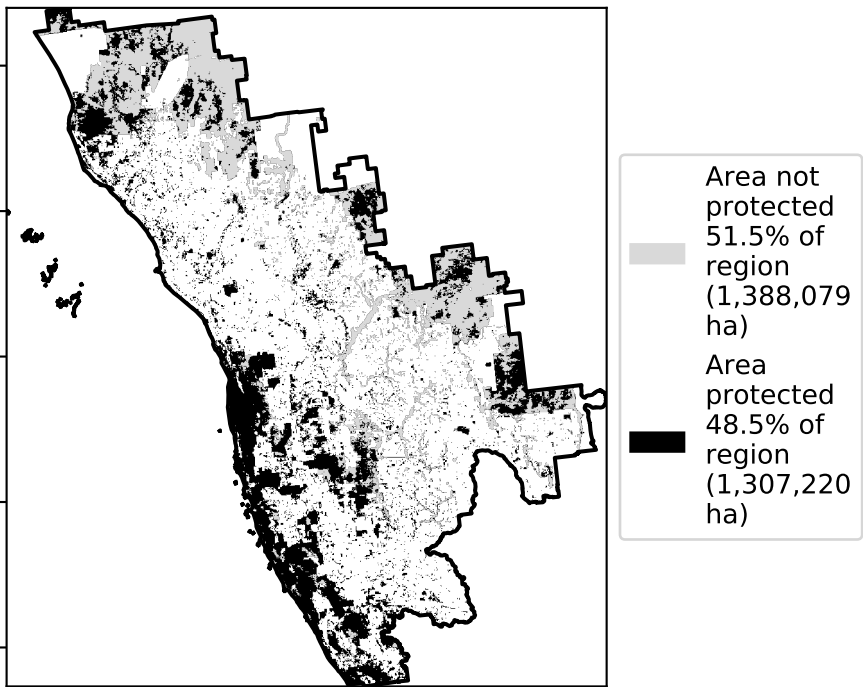 Area not
protected
51.5% of
region
(1,388,079
ha)
Area
protected
48.5% of
region
(1,307,220
ha)